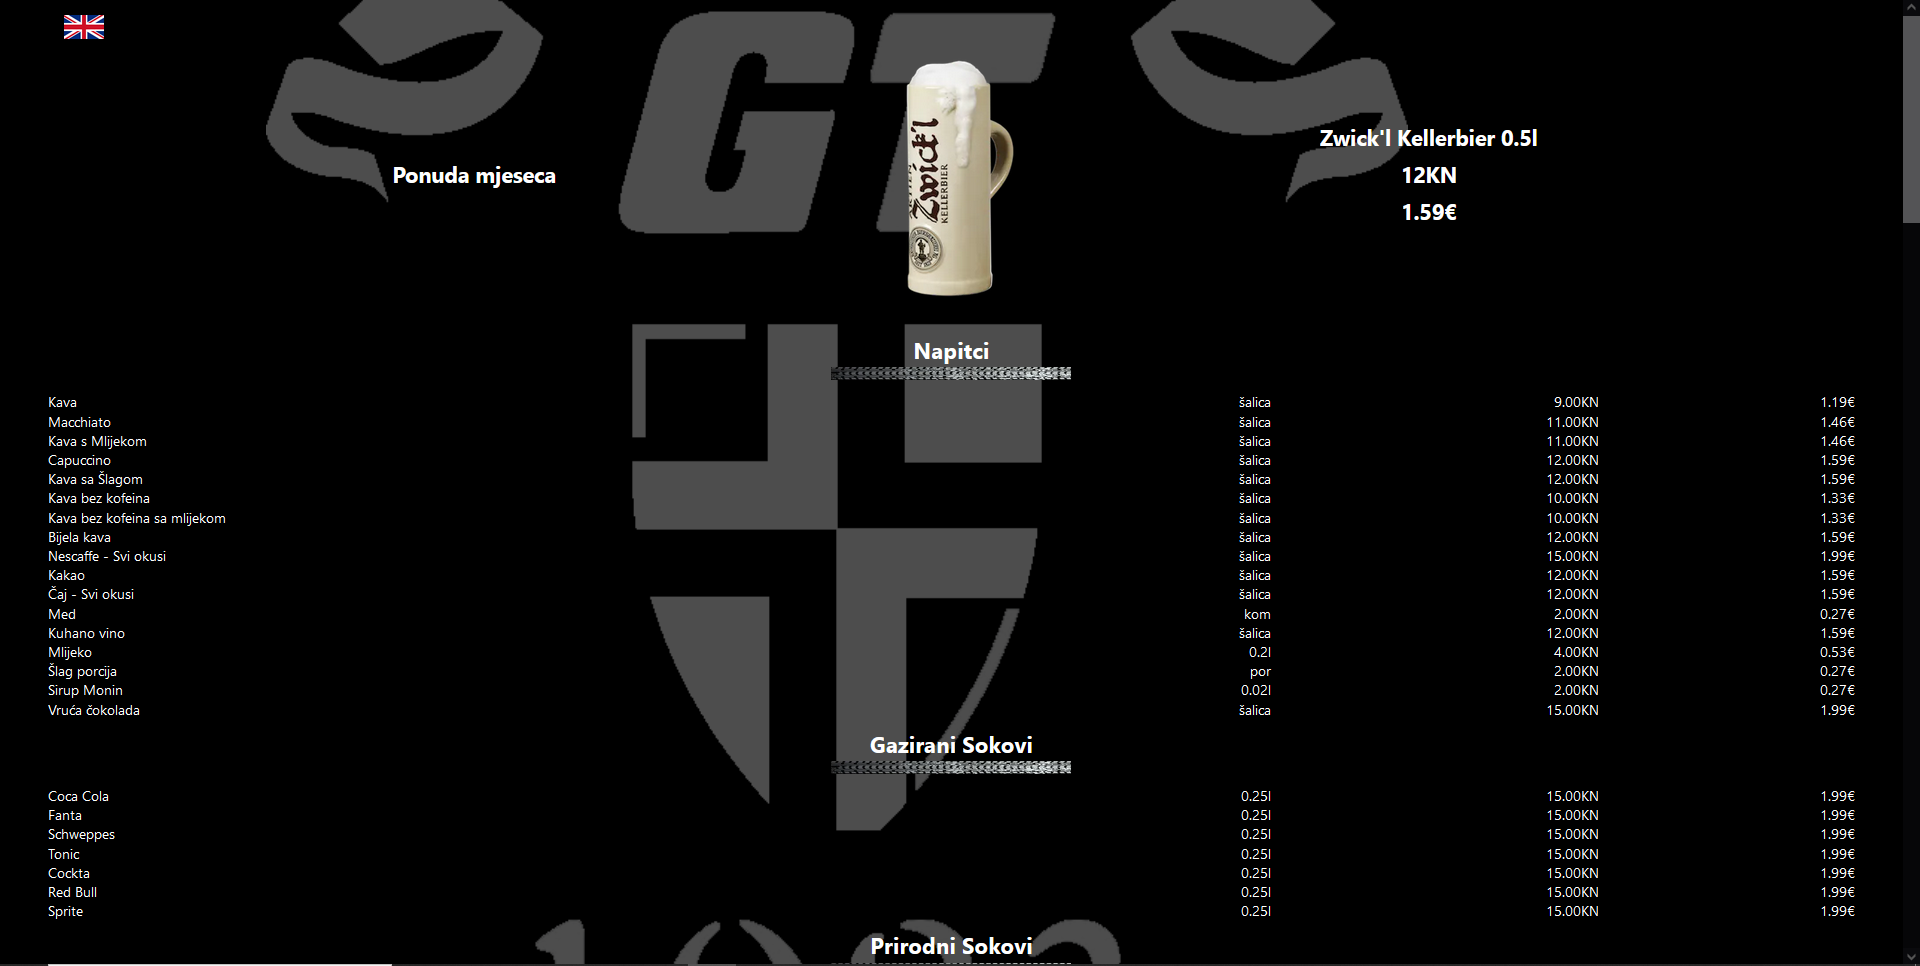 GT
Zwick'l Kellerbier 0.5l
Ponuda mjeseca
12KN
1.59€
Zwickl
KELLERBIER
Napitci
Kava šalica 9.00KN 1.19€
Macchiato šalica 11.00KN 1.46€
Kava s Mlijekom šalica 11.00KN 1.46€
Capuccino šalica 12.00KN 1.59€
Kava sa Šlagom šalica 12.00KN 1.59€
Kava bez kofeina šalica 10.00KN 1.33€
Kava bez kofeina sa mlijekom šalica 10.00KN 1.33€
Bijela kava šalica 12.00KN 1.59€
Nescaffe - Svi okusi šalica 15.00KN 1.99€
Kakao šalica 12.00KN 1.59€
Čaj - Svi okusi šalica 12.00KN 1.59€
Med kom 2.00KN 0.27€
Kuhano vino šalica 12.00KN 1.59€
Mlijeko 0.2l 4.00KN 0.53€
Šlag porcija por 2.00KN 0.27€
Sirup Monin 0.02l 2.00KN 0.27€
Vruća čokolada šalica 15.00KN 1.99€
Gazirani Sokovi
Coca Cola 0.25l 15.00KN 1.99€
Fanta 0.25l 15.00KN 1.99€
Schweppes 0.25l 15.00KN 1.99€
Tonic 0.25l 15.00KN 1.99€
Cockta 0.25l 15.00KN 1.99€
Red Bull 0.25l 15.00KN 1.99€
Sprite 0.25l 15.00KN 1.99€
Prirodni Sokovi